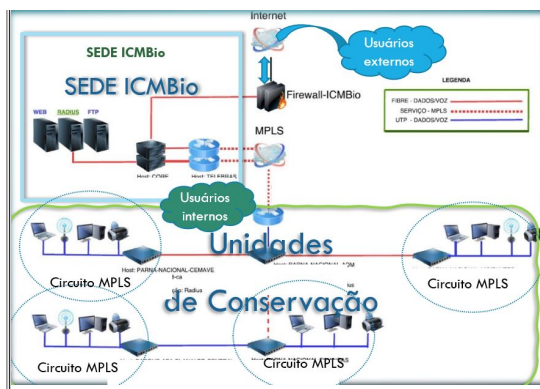 Internet
Usuários
externos
SEDE ICMBio
SEDE ICMBio
Firewall-ICMBio
LEGENDA
FIBRE - DADOS/VOZ
SERVIÇO - MPLS
UTP - DADOS/VOZ
WEB
RADIUS
FTP
MPLS
Host: CORE
Host: TELEBRAS
Usuários
internos
Unidades
Host: PARNA-NACIONAL-CEMAVE
Circuito MPLS
Circuito MPLS
ção: Radius
de Conservação
Circuito MPLS
Circuito MPLS